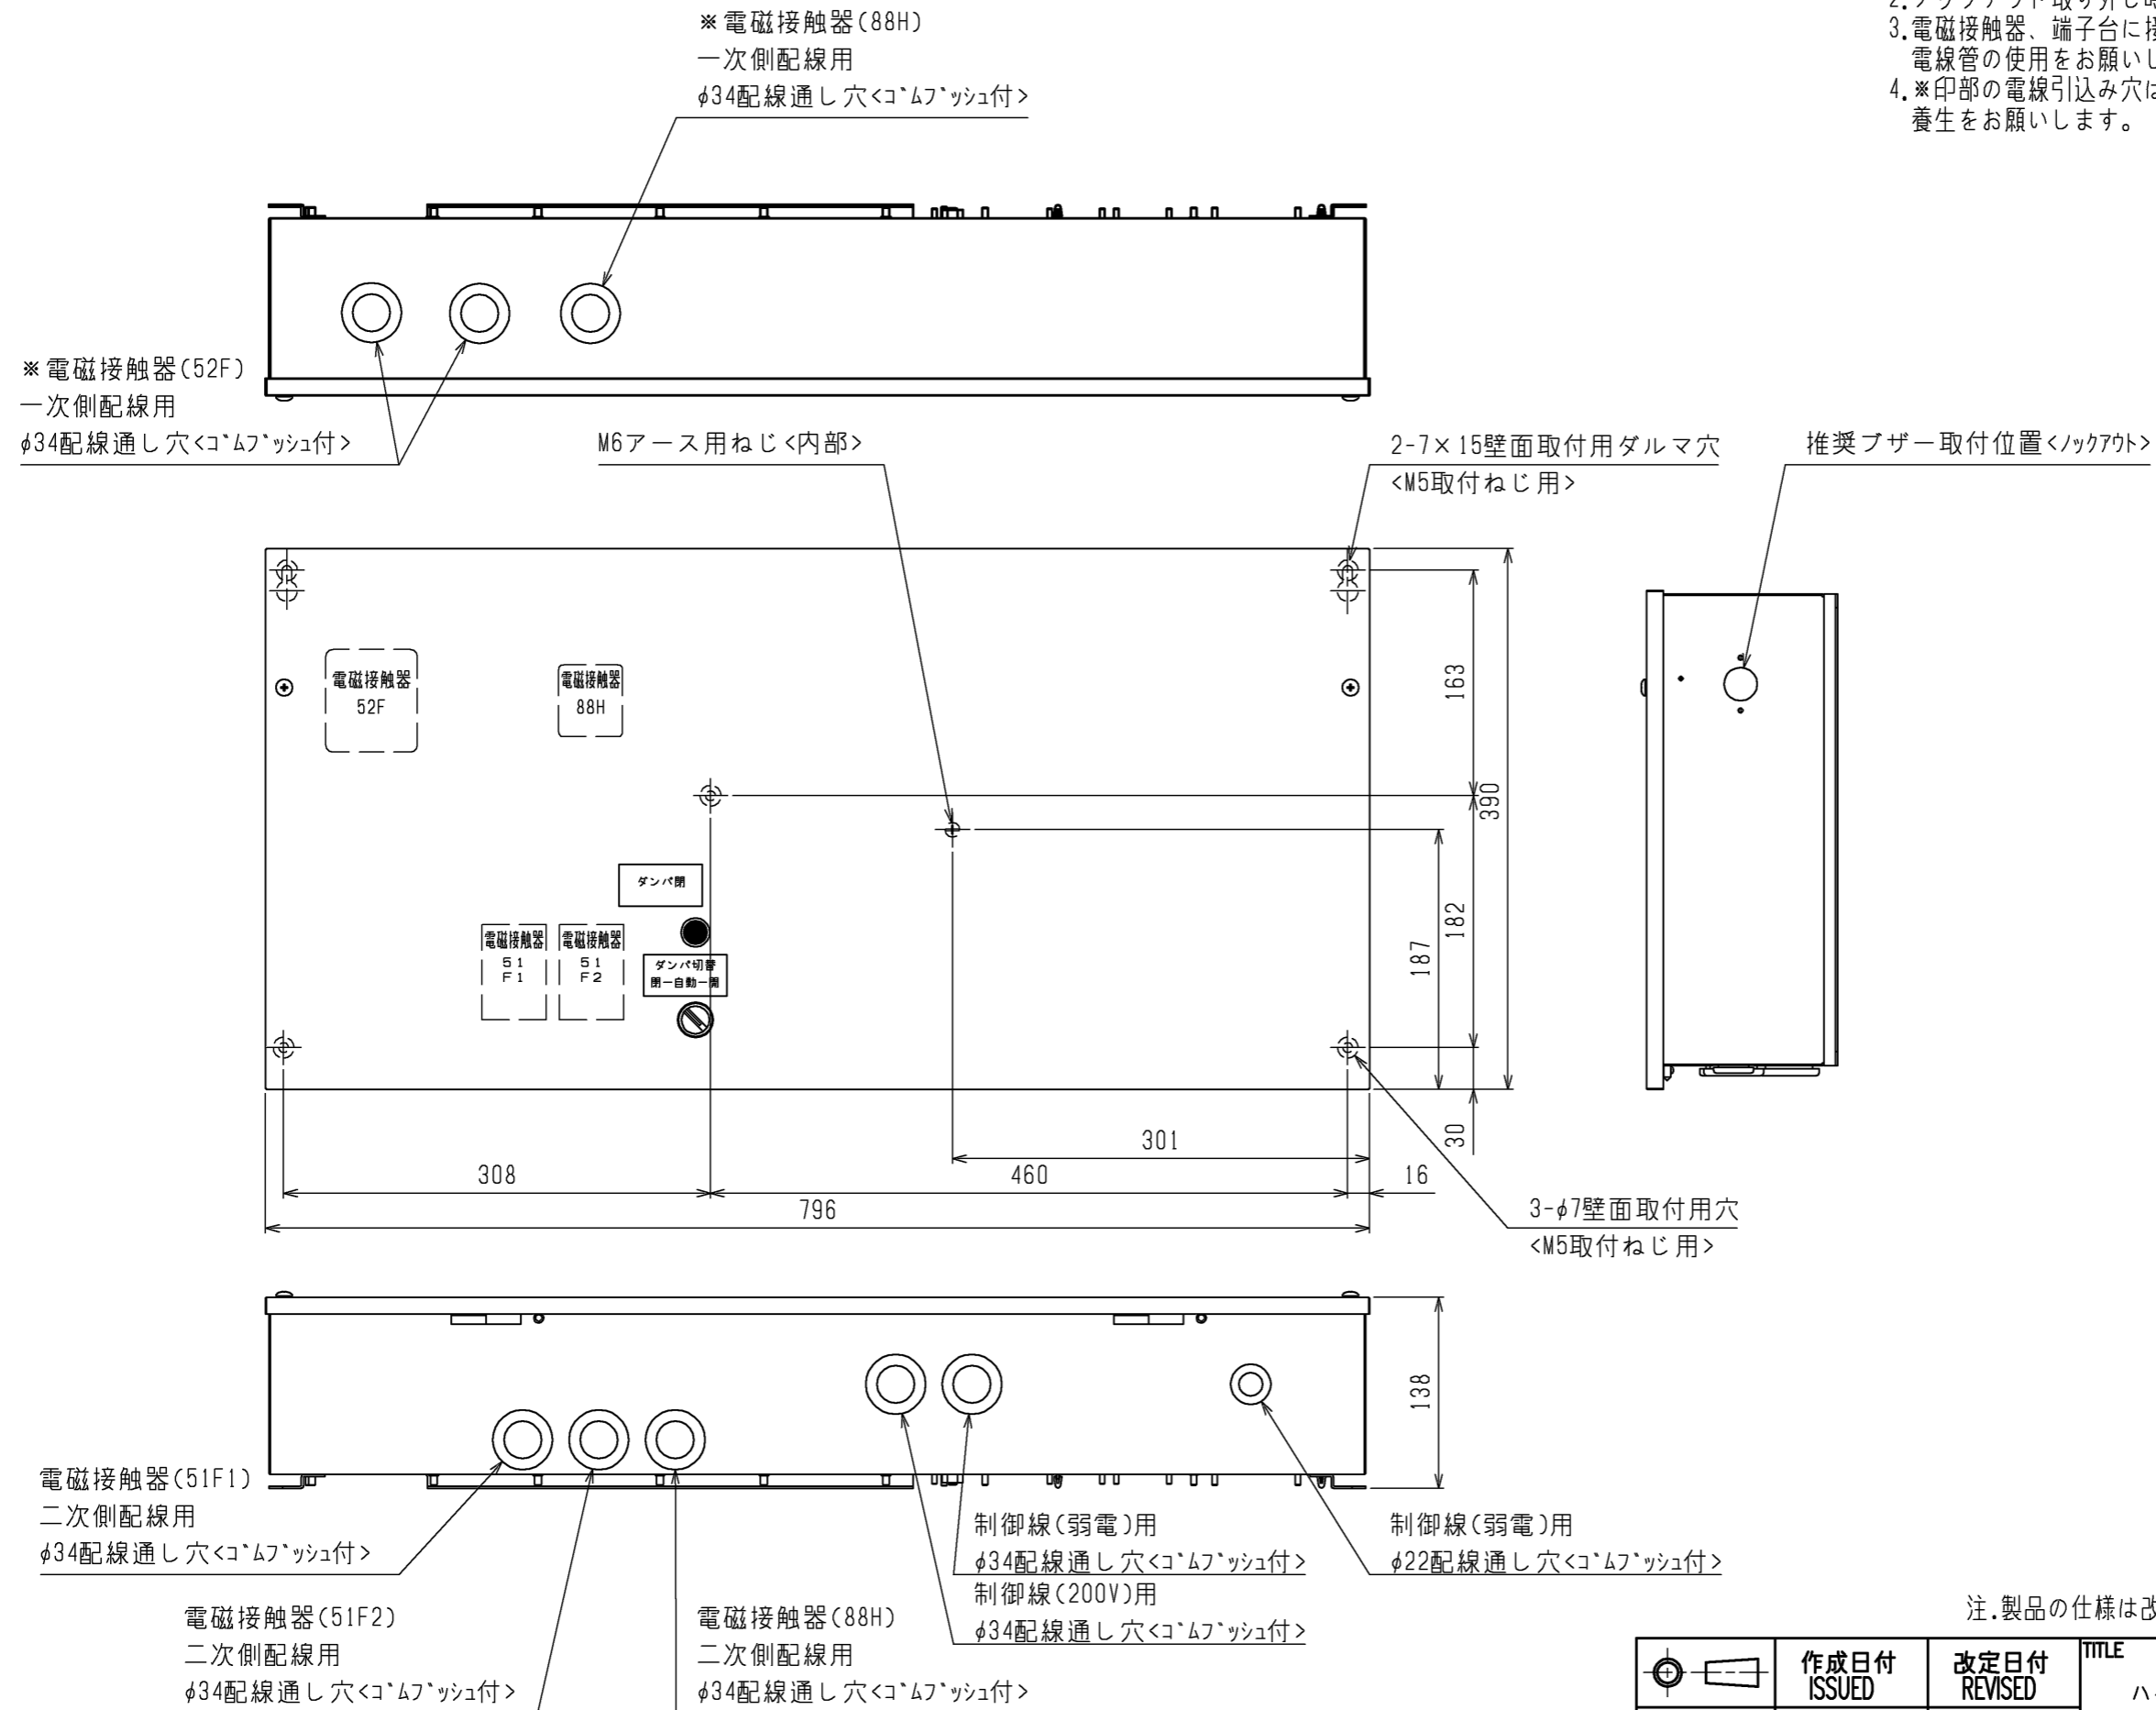 ※電磁接触器(88H)
一次側配線用
φ34配線通し穴<ｺﾞﾑﾌﾞｯｼｭ付>
3.電磁接触器、端子台に接
電線管の使用をお願いし
4.※印部の電線引込み穴は
養生をお願いします。
※電磁接触器(52F)
一次側配線用
φ34配線通し穴<ｺﾞﾑﾌﾞｯｼｭ付>
M6アース用ねじ<内部>
2-7×15壁面取付用ダルマ穴
<M5取付ねじ用>
推奨ブザー取付位置<ﾉｯｸｱｳﾄ>
電磁接触器
52F
電磁接触器
88H
163
390
182
187
30
ダンパ閉
電磁接触器
51
F1
電磁接触器
51
F2
ダンパ切替
閉ー自動ー開
301
308
460
16
796
3-φ7壁面取付用穴
<M5取付ねじ用>
138
電磁接触器(51F1)
二次側配線用
φ34配線通し穴<ｺﾞﾑﾌﾞｯｼｭ付>
制御線(弱電)用
φ34配線通し穴<ｺﾞﾑﾌﾞｯｼｭ付>
制御線(200V)用
φ34配線通し穴<ｺﾞﾑﾌﾞｯｼｭ付>
制御線(弱電)用
φ22配線通し穴<ｺﾞﾑﾌﾞｯｼｭ付>
電磁接触器(51F2)
二次側配線用
φ34配線通し穴<ｺﾞﾑﾌﾞｯｼｭ付>
電磁接触器(88H)
二次側配線用
φ34配線通し穴<ｺﾞﾑﾌﾞｯｼｭ付>
注.製品の仕様は改
作成日付
ISSUED
改定日付
REVISED
TITLE